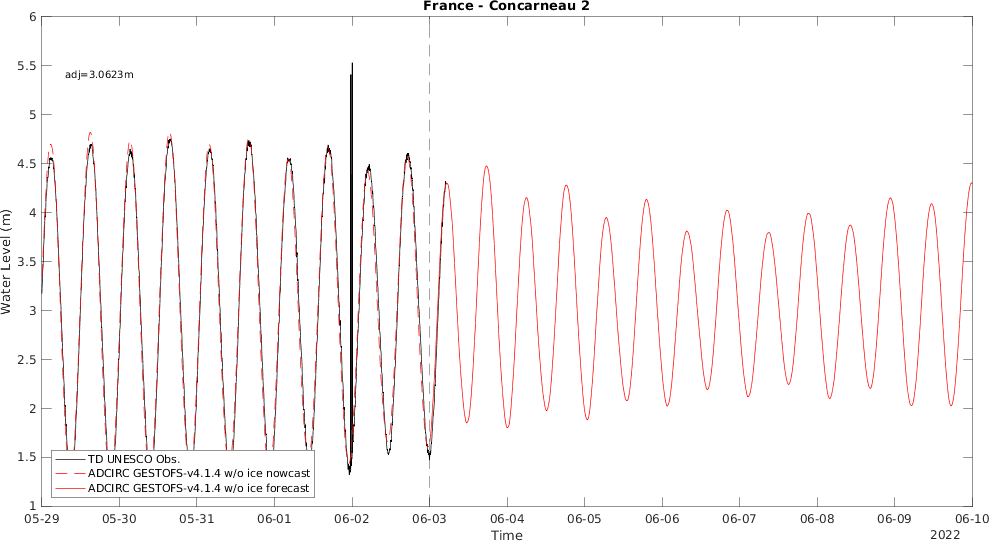 France - Concarneau 2
6
5.5
5
4.5
4
3.5
3
2.5
2
1.5
1
Water Level (m)
adj=3.0623m
TD UNESCO Obs.
ADCIRC GESTOFS-v4.1.4 w/o ice nowcast
ADCIRC GESTOFS-v4.1.4 w/o ice forecast
05-29 05-30 05-31 06-01 06-02 06-03 06-04 06-05 06-06 06-07 06-08 06-09 06-10
Time
2022